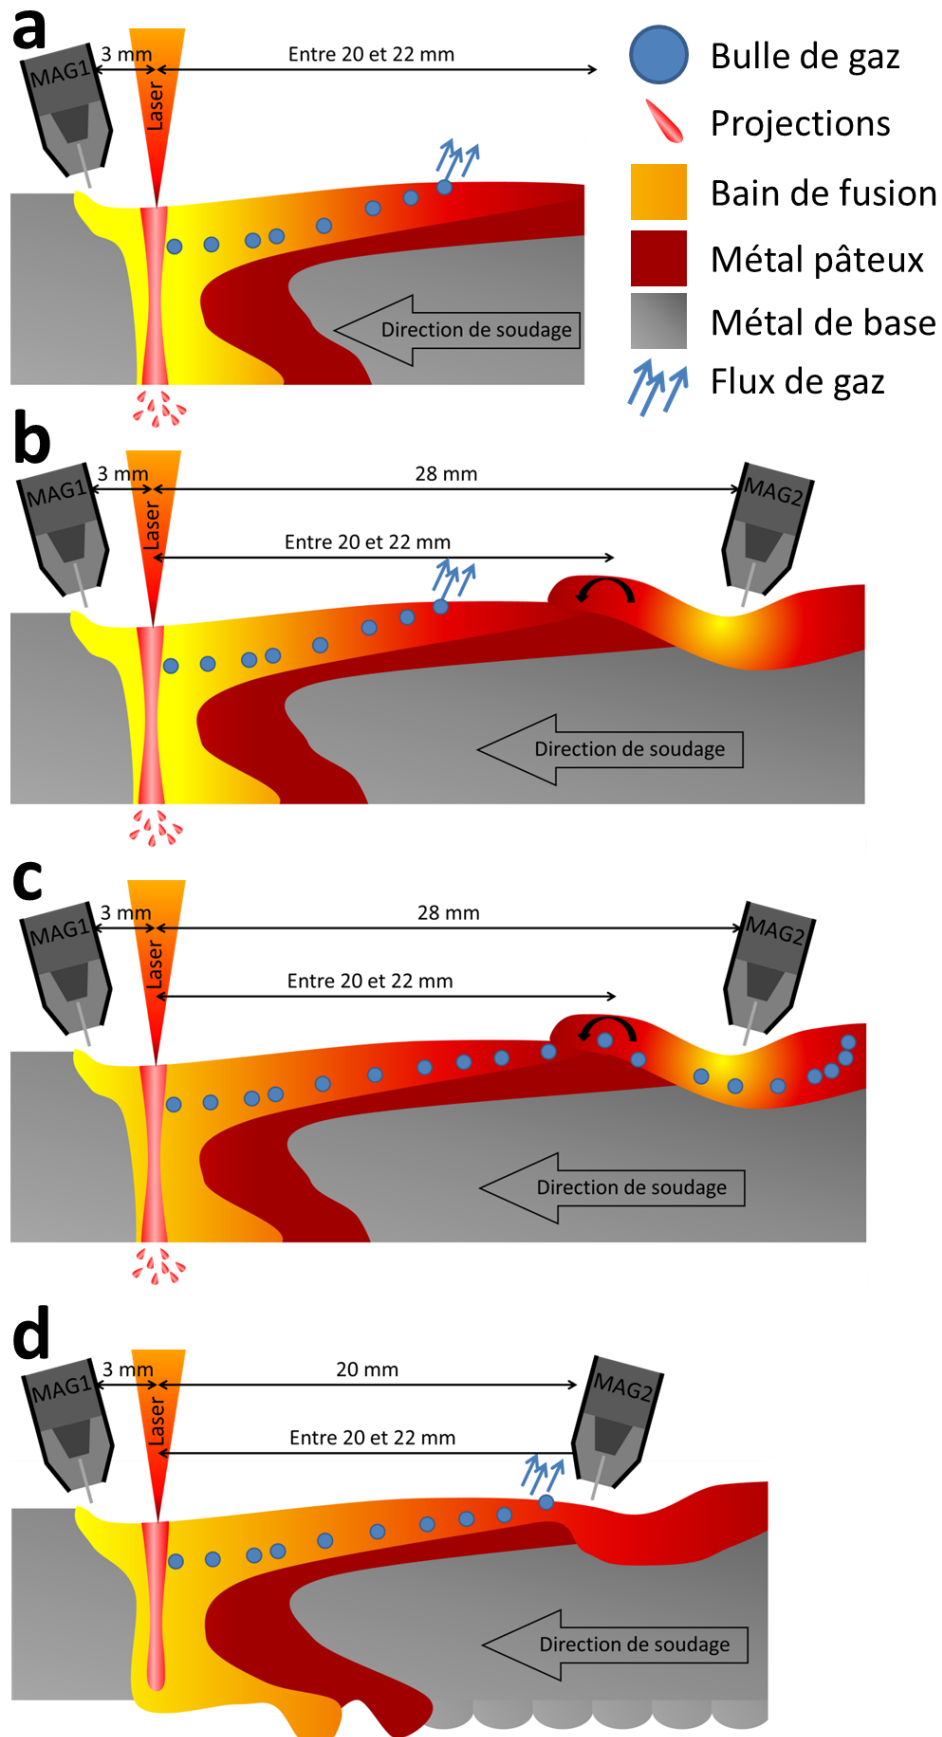 a
3 mm
Entre 20 et 22 mm
MAG1
Laser
Direction de soudage
Bulle de gaz
Projections
Bain de fusion
Métal pâteux
Métal de base
Flux de gaz
b
3 mm
28 mm
MAG1
Laser
MAG2
Entre 20 et 22 mm
Direction de soudage
c
3 mm
28 mm
MAG1
Laser
MAG2
Entre 20 et 22 mm
Direction de soudage
d
3 mm
20 mm
MAG1
Laser
MAG2
Entre 20 et 22 mm
Direction de soudage